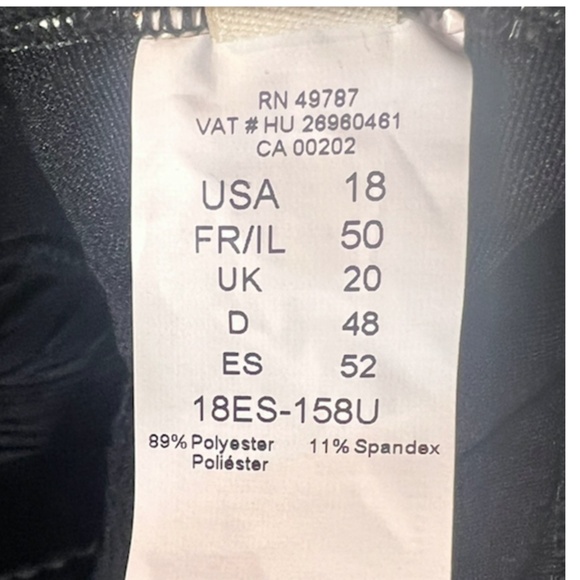 RN 49787
VAT # HU 26960461
CA 00202
USA 18
FR/IL 50
UK 20
D 48
ES 52
18ES-158U
89% Polyester 11% Spandex
Poliéster